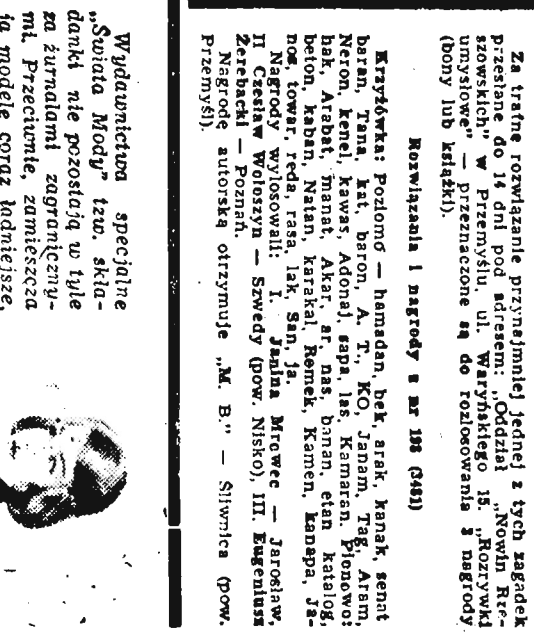 Za trafne rozwiązanie przynajmniej jednej z tych zagadek
przesłane do 14 dni pod adresem: „Oddział „Nowin Rze-
szowskich" w Przemyślu, ul. Waryńskiego 15. „Rozrywki
umysłowe" — przeznaczone są do rozlosowania 3 nagrody
(bony lub książki).
Rozwiązania i nagrody z nr 198 (3481)
Krzyżówka: Poziomo — hamadan, bek, arak, kanak, senat
baran, Tana, kat, baron, A. T., KO, Janam, Tag, Aram,
Neron, kenel, kawas, Adonaj, sapa, las, Kamaran. Pionowo:
hak, Arabat, manat, Akar, ar, nas, banan, etan katalog,
beton, kaban, Natan, karakal, Remek, Kamen, kanapa, Ja-
nos, towar, reda, rasa, lak, San, ja.
Nagrody wylosowali: I. Janina Mrowec — Jarosław,
II Czesław Wołoszyn — Szwedy (pow. Nisko), III. Eugeniusz
Żerebacki — Poznań.
Nagrodę autorską otrzymuje „M. B." — Śliwnica (pow.
Przemyśl).
Wydawnictwa specjalne
„Świata Mody" tzw. skła-
danki nie pozostają w tyle
za żurnalami zagraniczny-
mi. Przeciwnie, zamieszcza
ją modele coraz ładniejsze,